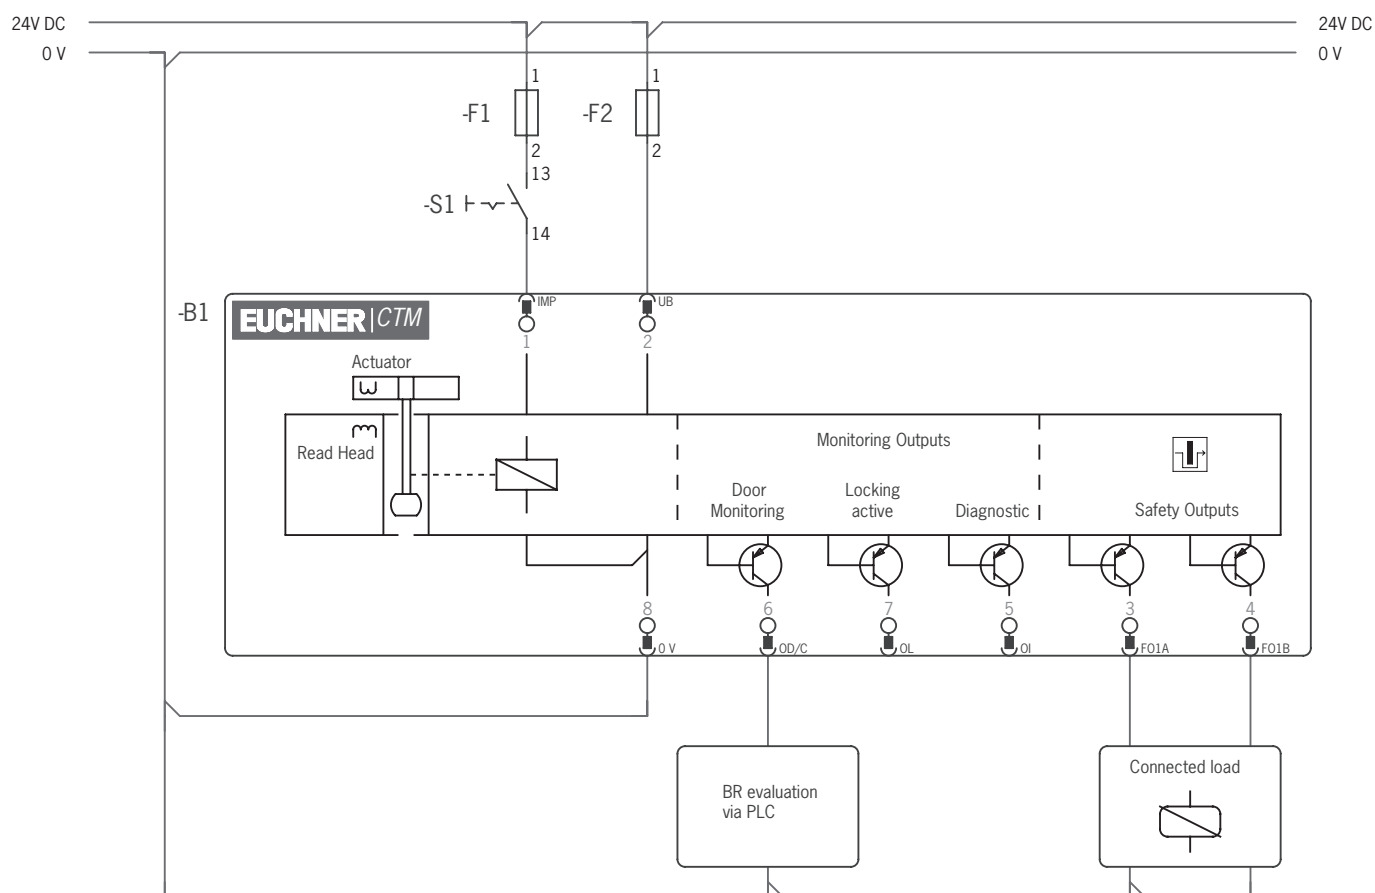 24V DC
24V DC
0 V
0 V
1
1
-F1
-F2
2
2
13
-S1
14
-B1
IMP
UB
EUCHNER CTM
1
2
Actuator
Read Head
Monitoring Outputs
Door
Monitoring
Locking
active
Diagnostic
Safety Outputs
8
6
7
5
3
4
0 V
OD/C
OL
OI
FO1A
FO1B
BR evaluation
via PLC
Connected load